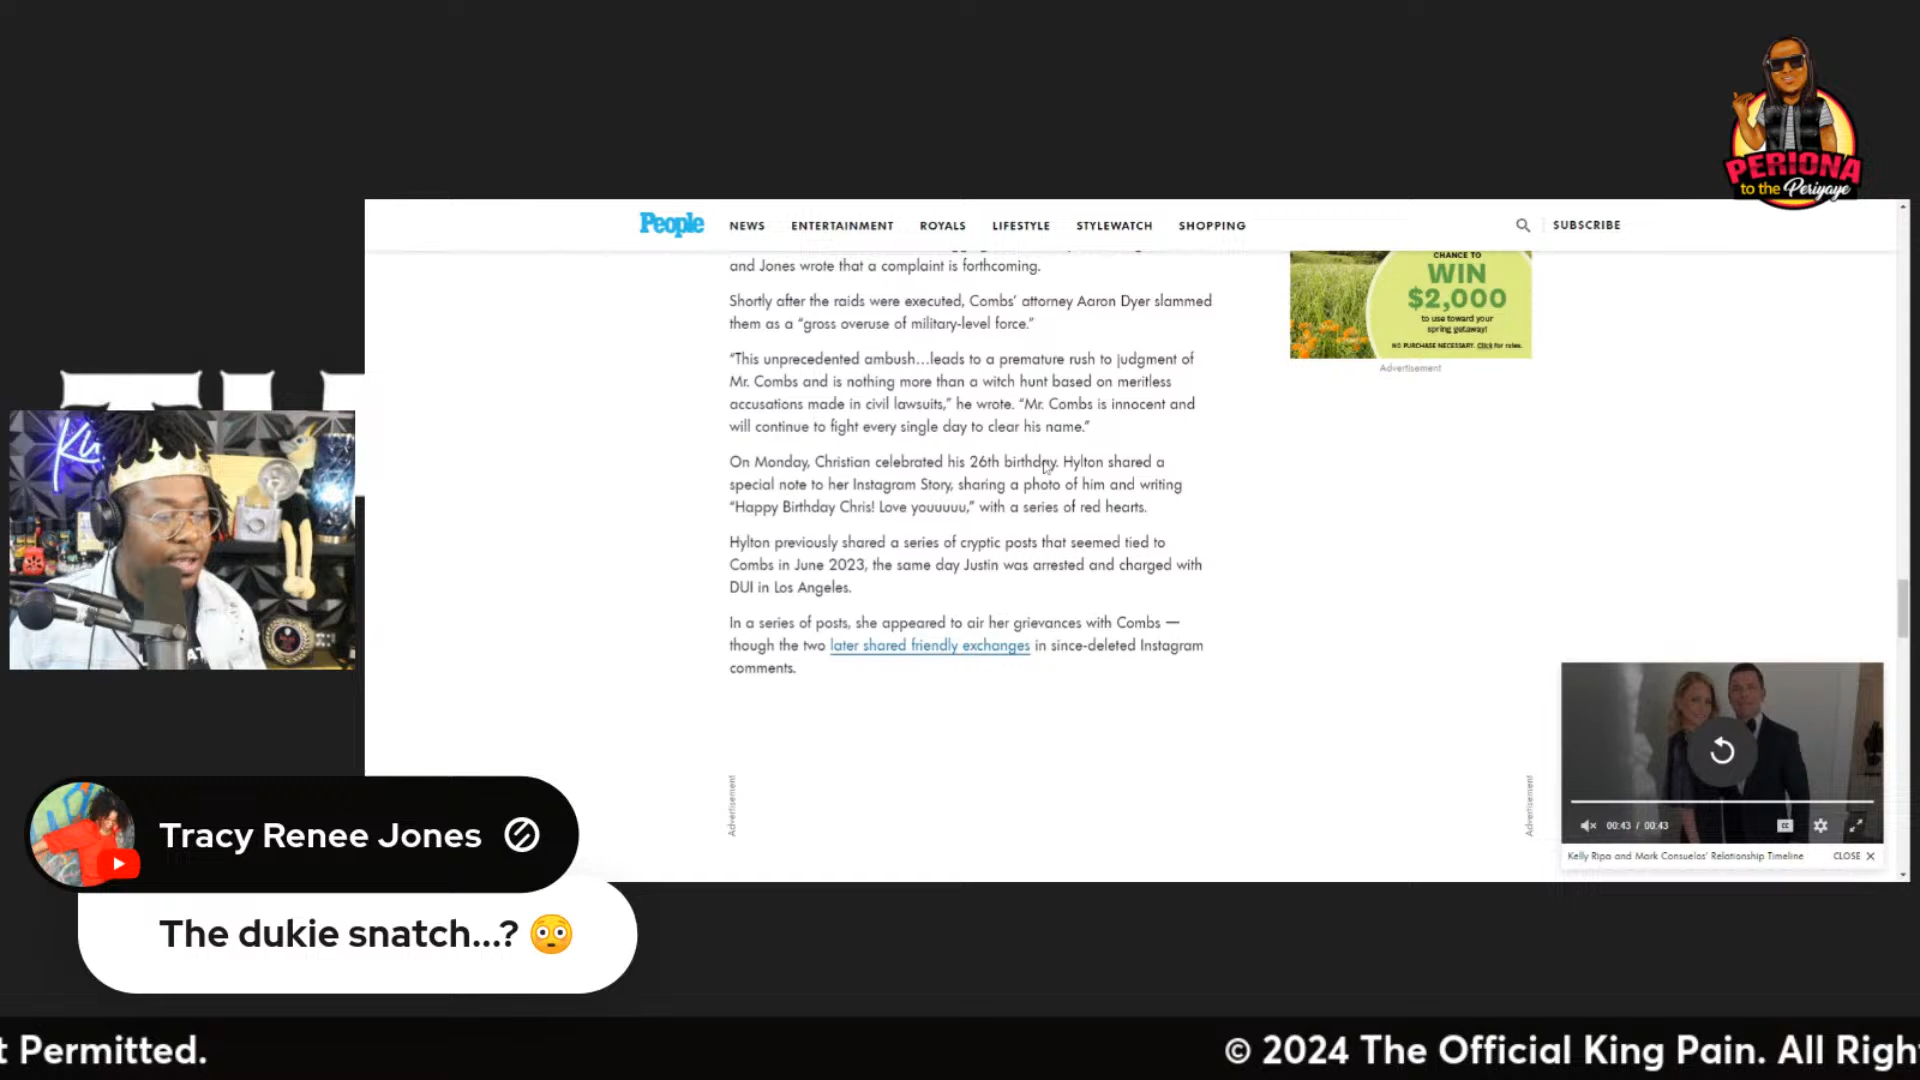 PERIONA
to the Periyaye
People NEWS ENTERTAINMENT ROYALS LIFESTYLE STYLEWATCH SHOPPING SUBSCRIBE
and Jones wrote that a complaint is forthcoming.
Shortly after the raids were executed, Combs’ attorney Aaron Dyer slammed
them as a “gross overuse of military-level force.”
“This unprecedented ambush...leads to a premature rush to judgment of
Mr. Combs and is nothing more than a witch hunt based on meritless
accusations made in civil lawsuits,” he wrote. “Mr. Combs is innocent and
will continue to fight every single day to clear his name.”
On Monday, Christian celebrated his 26th birthday. Hylton shared a
special note to her Instagram Story, sharing a photo of him and writing
“Happy Birthday Chris! Love youuuuu,” with a series of red hearts.
Hylton previously shared a series of cryptic posts that seemed tied to
Combs in June 2023, the same day Justin was arrested and charged with
DUI in Los Angeles.
In a series of posts, she appeared to air her grievances with Combs —
though the two later shared friendly exchanges in since-deleted Instagram
comments.
CHANCE TO
WIN
$2,000
to use toward your
spring getaway!
NO PURCHASE NECESSARY. Click for rules.
Advertisement
Advertisement
Advertisement
00:43 / 00:43
CC
Kelly Ripa and Mark Consuelos’ Relationship Timeline CLOSE X
Ku
Tracy Renee Jones
The dukie snatch...? 😳
t Permitted.
© 2024 The Official King Pain. All Righ